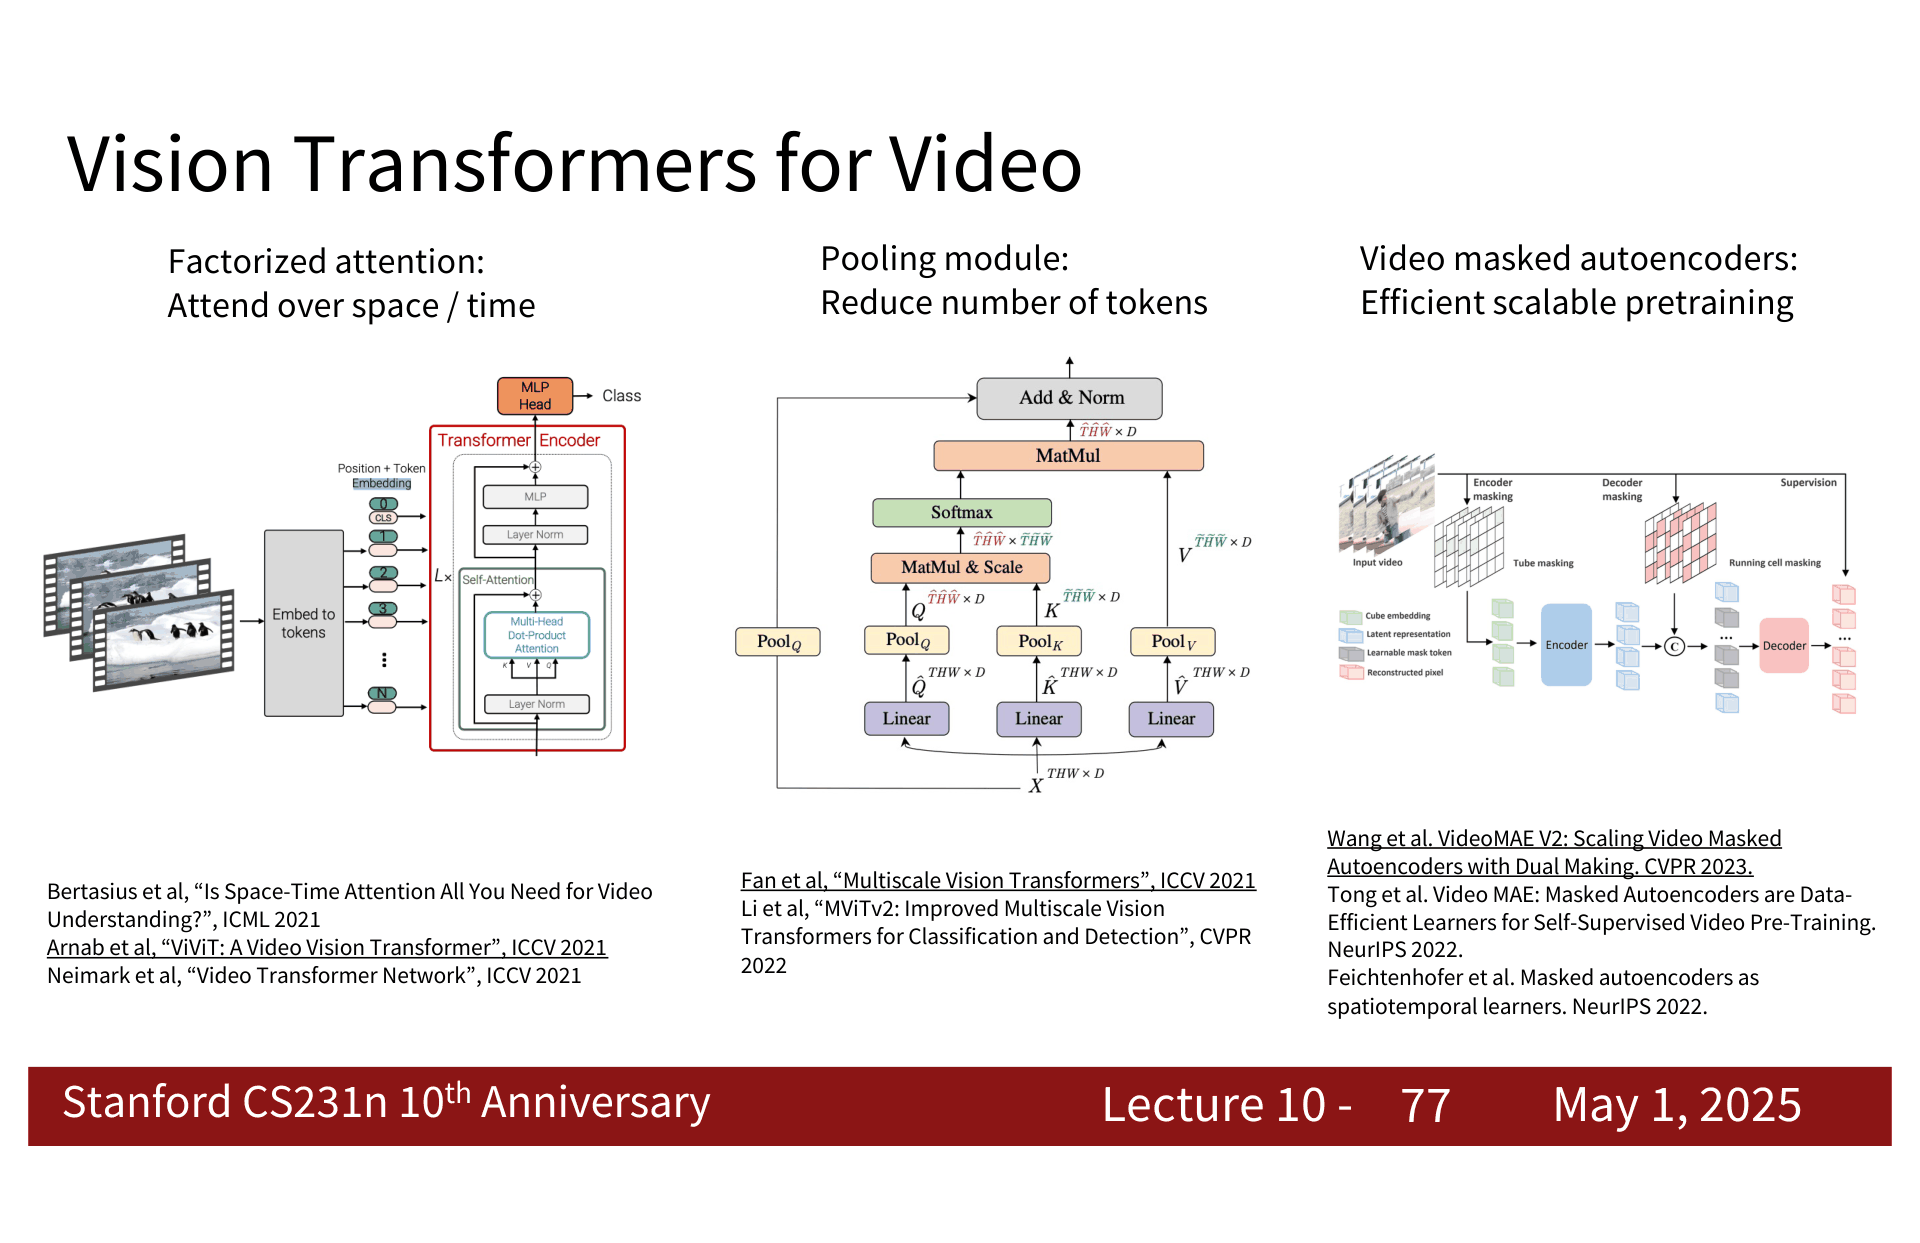 Vision Transformers for Video
Factorized attention:
Attend over space / time
MLP
Head
Class
Transformer Encoder
Position + Token
Embedding
0
CLS
1
2
3
N
L×
Embed to
tokens
MLP
Layer Norm
Self-Attention
Multi-Head
Dot-Product
Attention
K V Q
Layer Norm
Bertasius et al, “Is Space-Time Attention All You Need for Video
Understanding?”, ICML 2021
Arnab et al, “ViViT: A Video Vision Transformer”, ICCV 2021
Neimark et al, “Video Transformer Network”, ICCV 2021
Pooling module:
Reduce number of tokens
Add & Norm
T̂ĤŴ × D
MatMul
Softmax
T̂ĤŴ × T̃H̃W̃
V T̃H̃W̃ × D
MatMul & Scale
Q T̂ĤŴ × D
K T̃H̃W̃ × D
Pool_Q
Pool_Q
Pool_K
Pool_V
Q̂ THW × D
K̂ THW × D
V̂ THW × D
Linear
Linear
Linear
X THW × D
Fan et al, “Multiscale Vision Transformers”, ICCV 2021
Li et al, “MViTv2: Improved Multiscale Vision
Transformers for Classification and Detection”, CVPR
2022
Video masked autoencoders:
Efficient scalable pretraining
Encoder
masking
Decoder
masking
Supervision
Input video
Tube masking
Running cell masking
Cube embedding
Latent representation
Learnable mask token
Reconstructed pixel
Encoder
C
...
Decoder
...
Wang et al. VideoMAE V2: Scaling Video Masked
Autoencoders with Dual Making. CVPR 2023.
Tong et al. Video MAE: Masked Autoencoders are Data-
Efficient Learners for Self-Supervised Video Pre-Training.
NeurIPS 2022.
Feichtenhofer et al. Masked autoencoders as
spatiotemporal learners. NeurIPS 2022.
Stanford CS231n 10th Anniversary
Lecture 10 - 77
May 1, 2025